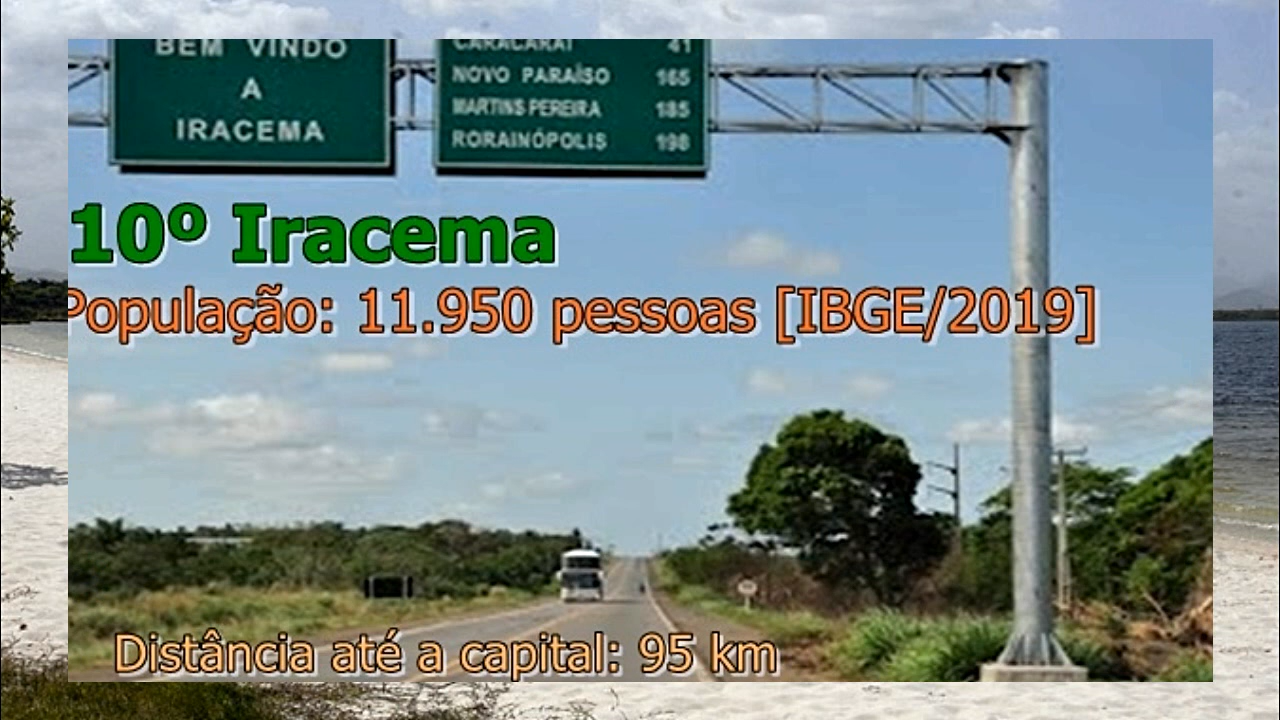 BEM VINDO
A
IRACEMA
CARACARAI 41
NOVO PARAÍSO 165
MARTINS PEREIRA 185
RORAINÓPOLIS 198
10º Iracema
População: 11.950 pessoas [IBGE/2019]
Distância até a capital: 95 km